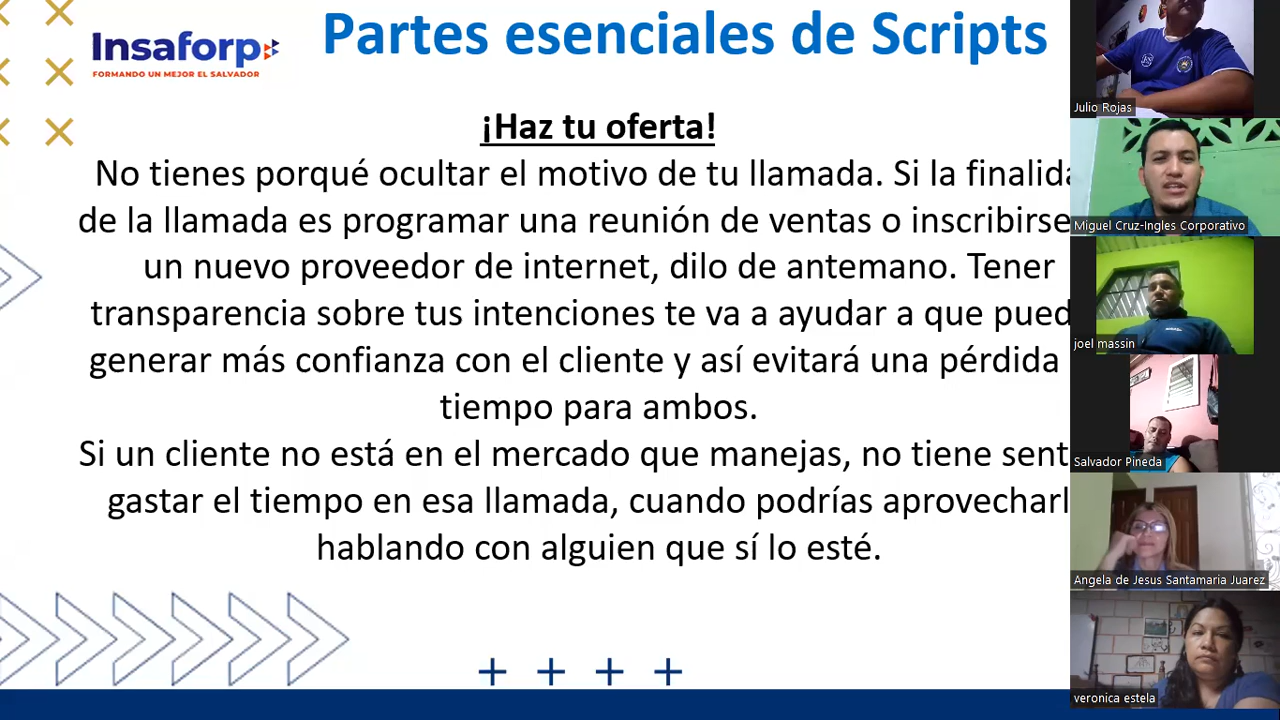 Insaforp
FORMANDO UN MEJOR EL SALVADOR
Partes esenciales de Scripts
¡Haz tu oferta!
No tienes porqué ocultar el motivo de tu llamada. Si la
de la llamada es programar una reunión de ventas o
un nuevo proveedor de internet, dilo de antemano. Tener
transparencia sobre tus intenciones te va a ayudar a que
generar más confianza con el cliente y así evitará una pérdida
tiempo para ambos.
Si un cliente no está en el mercado que manejas, no tiene
gastar el tiempo en esa llamada, cuando podrías
hablando con alguien que sí lo esté.
Julio Rojas
Miguel Cruz-Ingles Corporativo
joel massin
Salvador Pineda
Angela de Jesus Santamaria Juarez
veronica estela